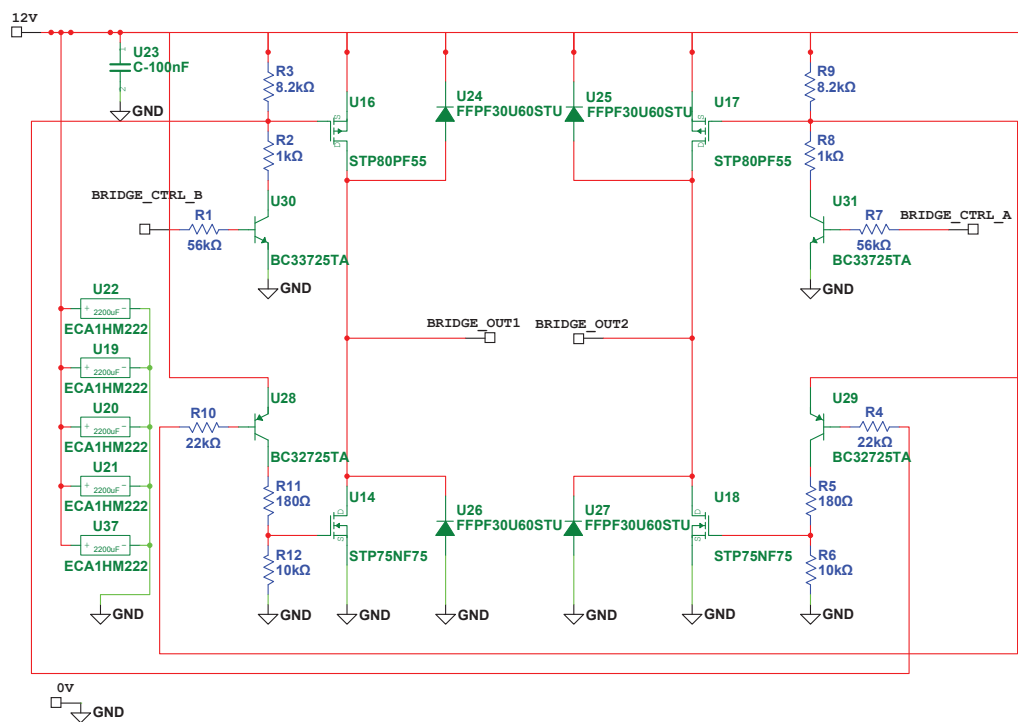 12V
U23
C-100nF
1
2
GND
R3
8.2kΩ
U16
S
D
STP80PF55
U24
FFPF30U60STU
U25
FFPF30U60STU
U17
S
D
STP80PF55
R9
8.2kΩ
R2
1kΩ
R8
1kΩ
BRIDGE_CTRL_B
R1
56kΩ
U30
BC33725TA
GND
U31
BC33725TA
R7
56kΩ
BRIDGE_CTRL_A
GND
U22
+ 2200uF −
ECA1HM222
U19
+ 2200uF −
ECA1HM222
U20
+ 2200uF −
ECA1HM222
U21
+ 2200uF −
ECA1HM222
U37
+ 2200uF −
ECA1HM222
GND
BRIDGE_OUT1
BRIDGE_OUT2
R10
22kΩ
U28
BC32725TA
U29
BC32725TA
R4
22kΩ
R11
180Ω
U14
D
S
STP75NF75
U26
FFPF30U60STU
U27
FFPF30U60STU
U18
D
S
STP75NF75
R5
180Ω
R12
10kΩ
R6
10kΩ
GND
GND
GND
GND
GND
GND
0V
GND